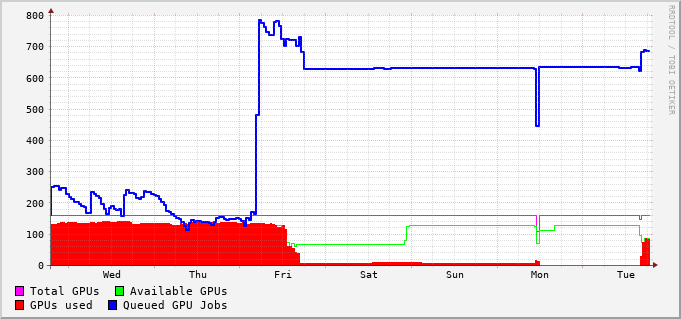 RRDTOOL / TOBI OETIKER
800
700
600
500
400
300
200
100
0
Wed Thu Fri Sat Sun Mon Tue
Total GPUs Available GPUs
GPUs used Queued GPU Jobs